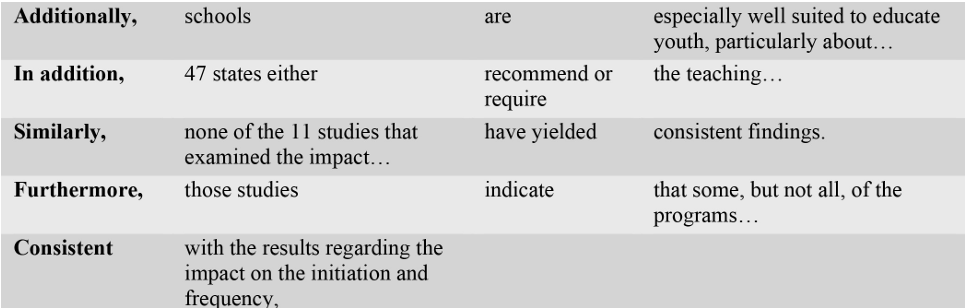 Additionally, schools are especially well suited to educate
youth, particularly about…
In addition, 47 states either recommend or the teaching…
require
Similarly, none of the 11 studies that have yielded consistent findings.
examined the impact…
Furthermore, those studies indicate that some, but not all, of the
programs…
Consistent with the results regarding the
impact on the initiation and
frequency,